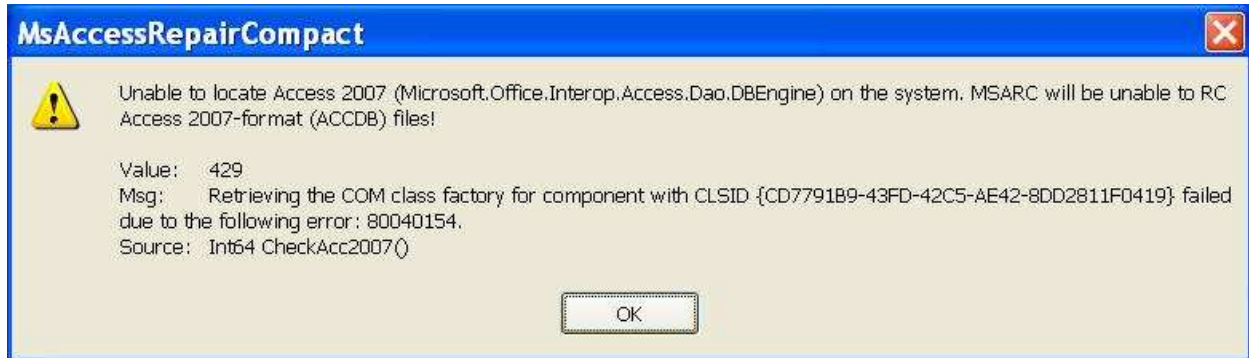 MsAccessRepairCompact
Unable to locate Access 2007 (Microsoft.Office.Interop.Access.Dao.DBEngine) on the system. MSARC will be unable to RC
Access 2007-format (ACCDB) files!
Value: 429
Msg: Retrieving the COM class factory for component with CLSID {CD7791B9-43FD-42C5-AE42-8DD2811F0419} failed
due to the following error: 80040154.
Source: Int64 CheckAcc2007()
OK